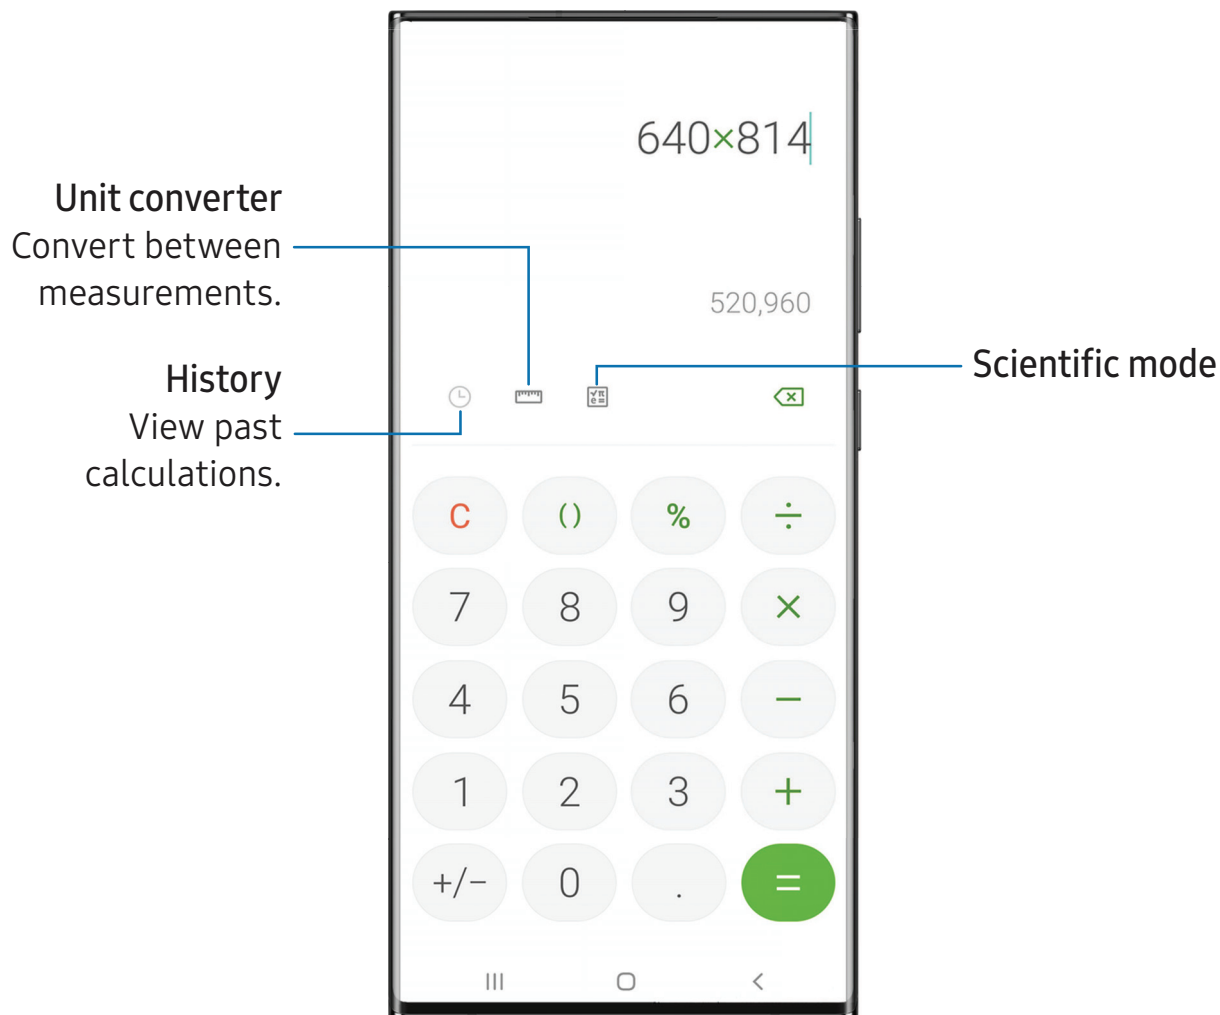 640×814
Unit converter
Convert between
measurements.
520,960
Scientific mode
History
View past
calculations.
√π
e=
C () % ÷
7 8 9 ×
4 5 6 −
1 2 3 +
+/− 0 . =